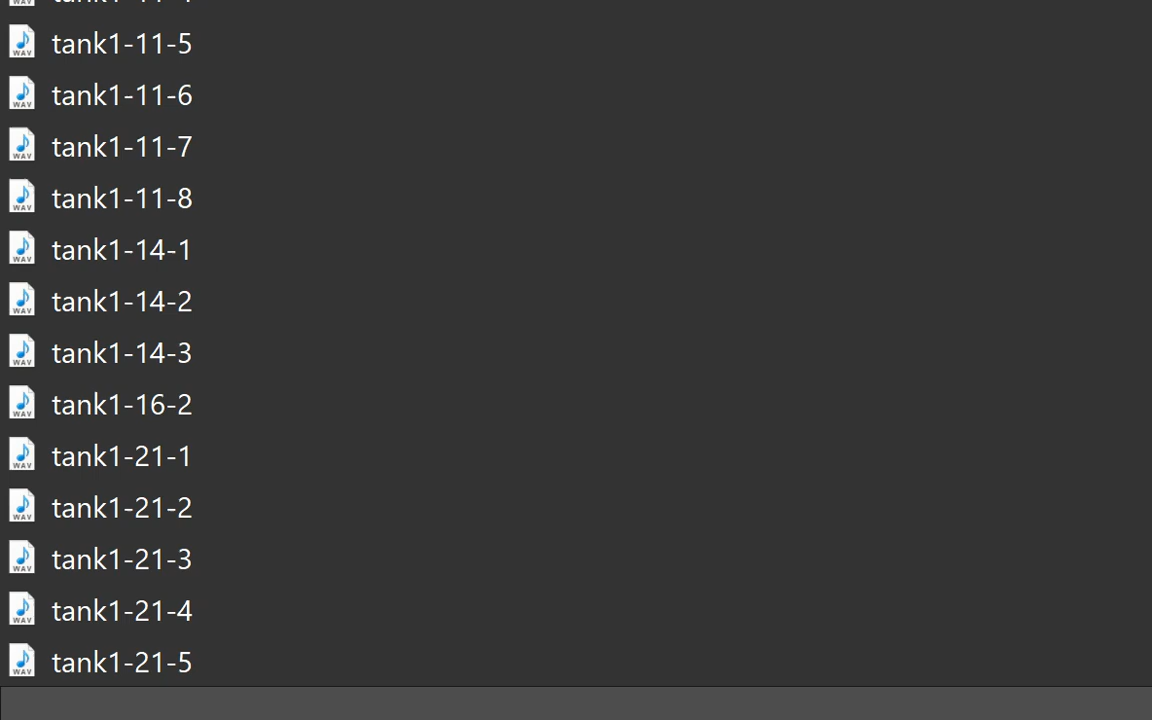 tank1-11-5
tank1-11-6
tank1-11-7
tank1-11-8
tank1-14-1
tank1-14-2
tank1-14-3
tank1-16-2
tank1-21-1
tank1-21-2
tank1-21-3
tank1-21-4
tank1-21-5